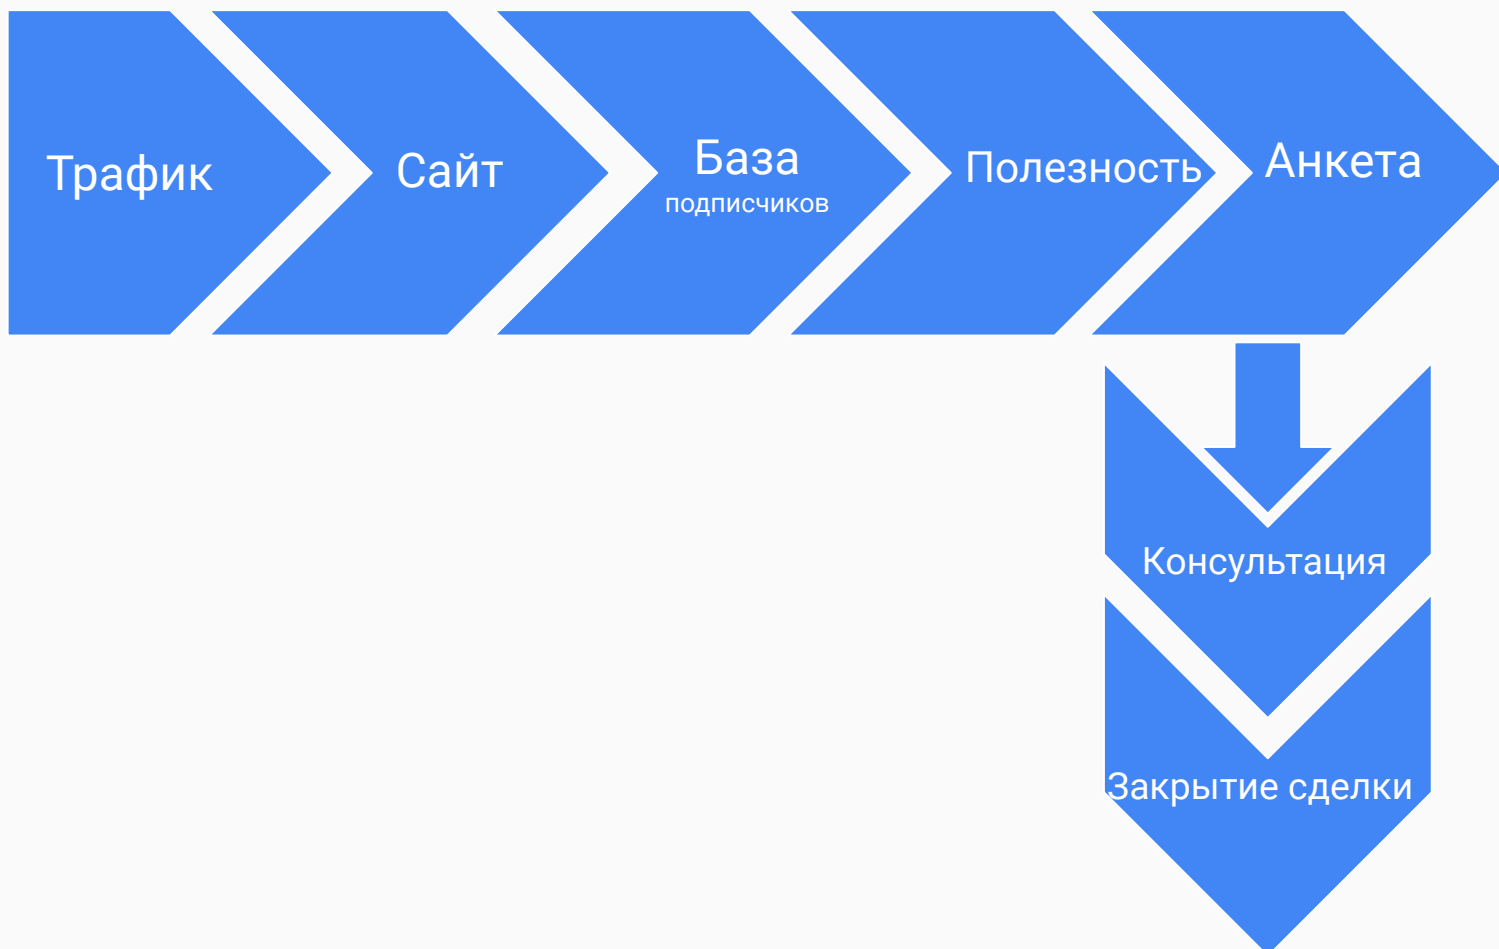 Трафик
Сайт
База
подписчиков
Полезность
Анкета
Консультация
Закрытие сделки